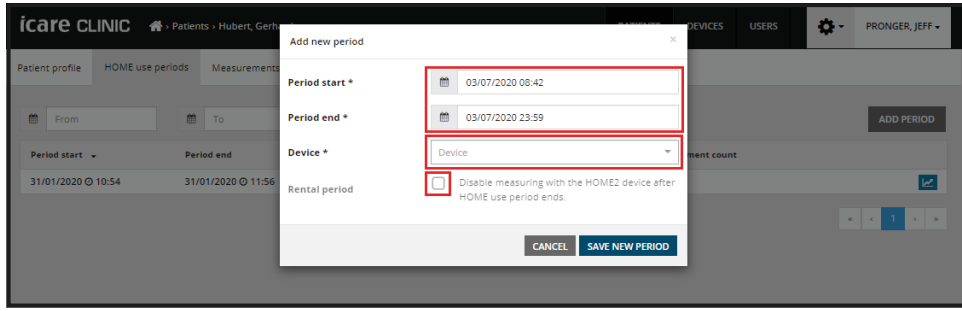 icare CLINIC › Patients › Hubert, Gerh DEVICES USERS PRONGER, JEFF
Add new period ×
Patient profile HOME use periods Measurements
Period start * 03/07/2020 08:42
Period end * 03/07/2020 23:59
From To ADD PERIOD
Device * Device
Period start Period end ment count
31/01/2020 10:54 31/01/2020 11:56
Rental period Disable measuring with the HOME2 device after
HOME use period ends.
« ‹ 1 › »
CANCEL SAVE NEW PERIOD